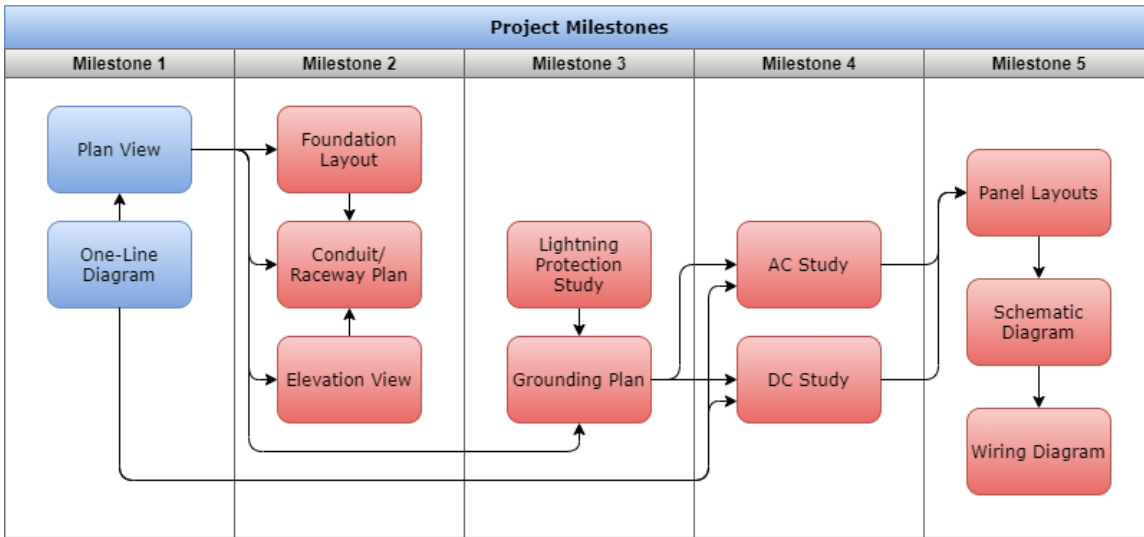 Project Milestones
Milestone 1
Milestone 2
Milestone 3
Milestone 4
Milestone 5
Plan View
One-Line
Diagram
Foundation
Layout
Conduit/
Raceway Plan
Elevation View
Lightning
Protection
Study
Grounding Plan
AC Study
DC Study
Panel Layouts
Schematic
Diagram
Wiring Diagram